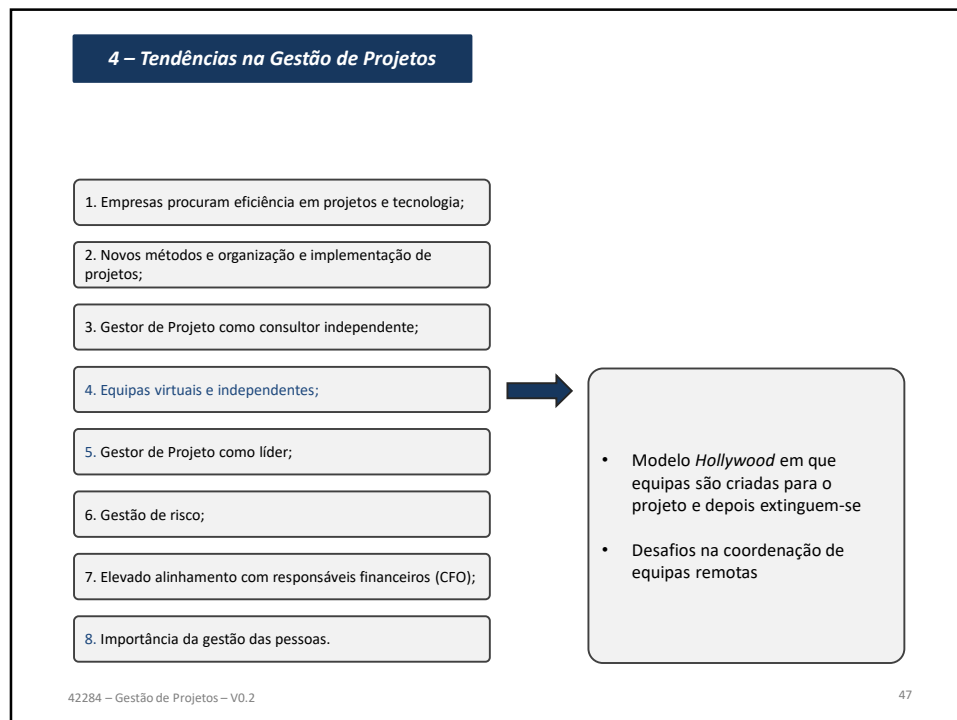 4 – Tendências na Gestão de Projetos
1. Empresas procuram eficiência em projetos e tecnologia;
2. Novos métodos e organização e implementação de
projetos;
3. Gestor de Projeto como consultor independente;
4. Equipas virtuais e independentes;
5. Gestor de Projeto como líder;
6. Gestão de risco;
7. Elevado alinhamento com responsáveis financeiros (CFO);
8. Importância da gestão das pessoas.
• Modelo Hollywood em que
equipas são criadas para o
projeto e depois extinguem-se
• Desafios na coordenação de
equipas remotas
42284 – Gestão de Projetos – V0.2
47